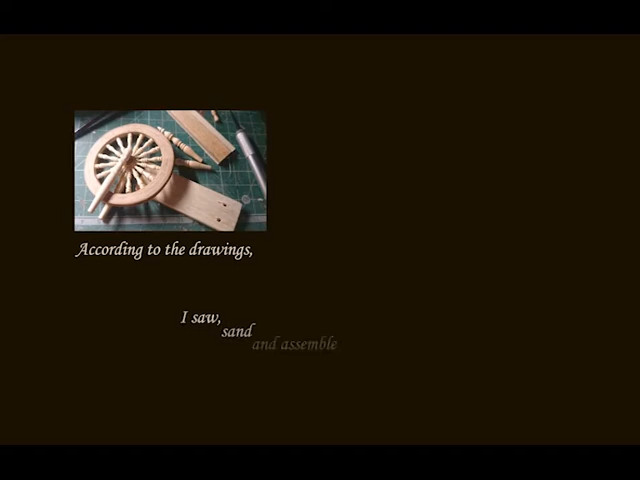 According to the drawings,
I saw,
sand
and assemble